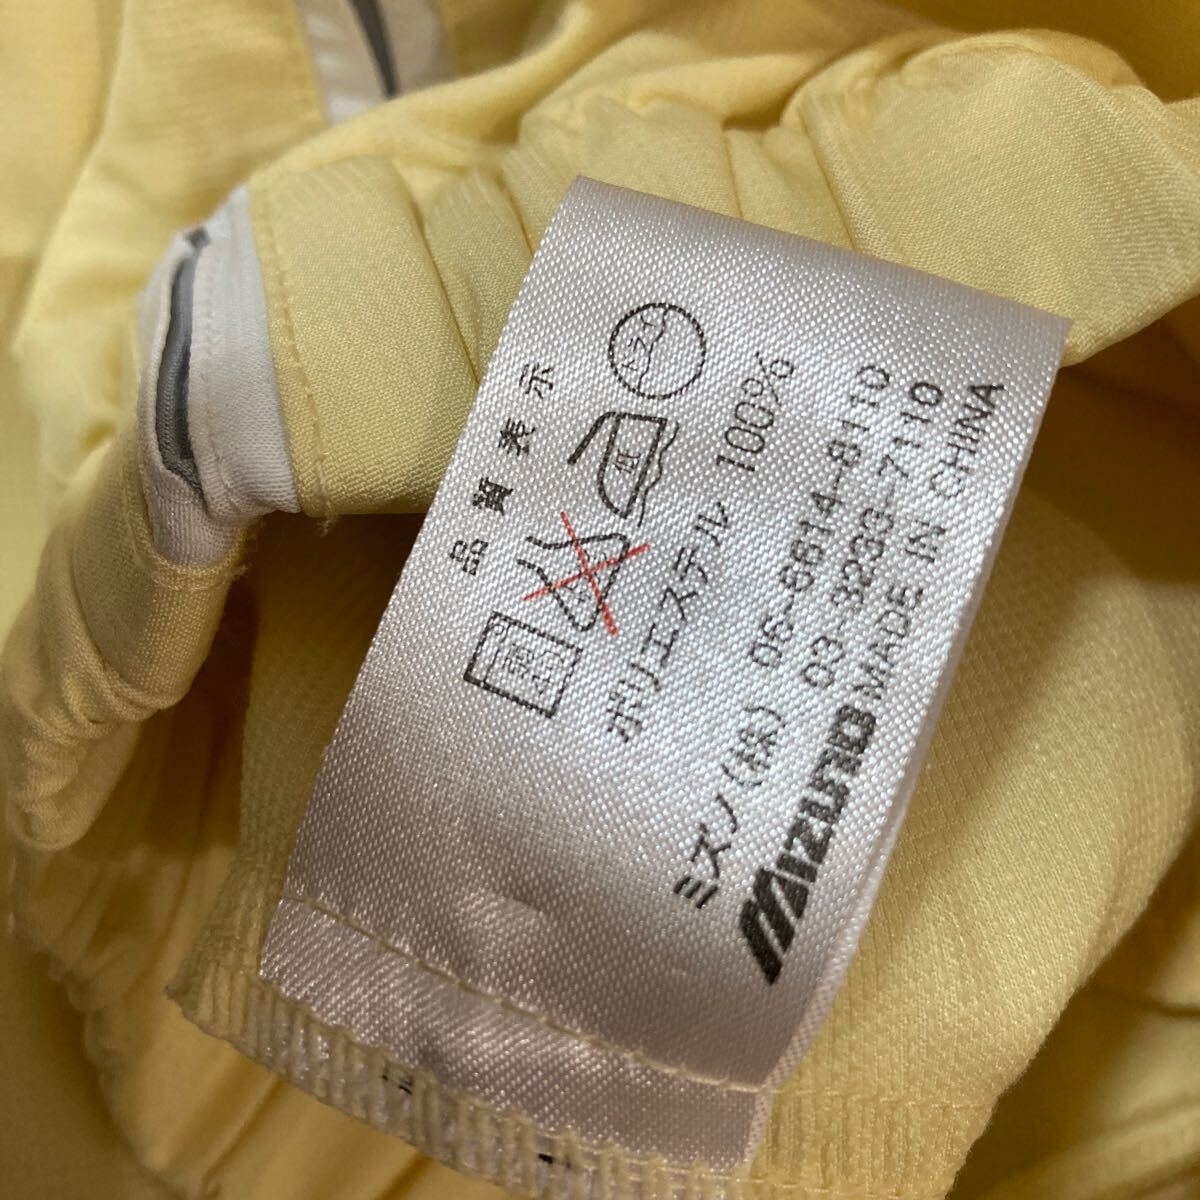 品質表示
ポリエステル 100%
ミズノ(株) 06-6614-8110
03-3233-7110
MIZUNO MADE IN CHINA